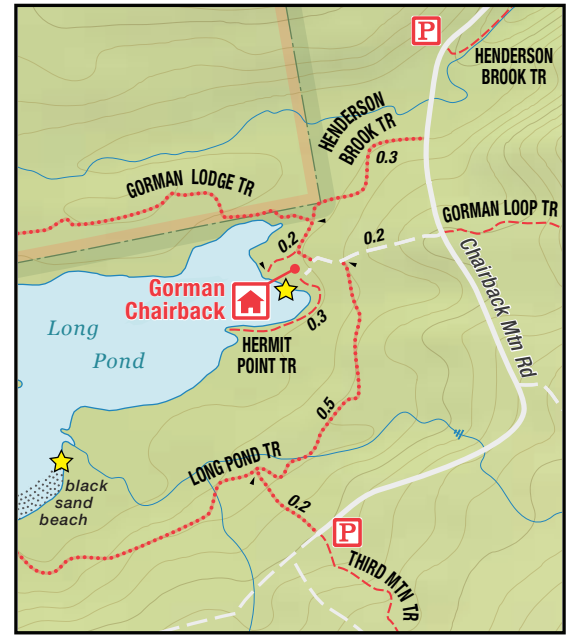 P
HENDERSON
BROOK TR
HENDERSON
BROOK TR
0.3
GORMAN LODGE TR
GORMAN LOOP TR
0.2
0.2
Chairback Mtn Rd
Gorman
Chairback
Long
Pond
0.3
HERMIT
POINT TR
0.5
LONG POND TR
black
sand
beach
0.2
P
THIRD MTN TR